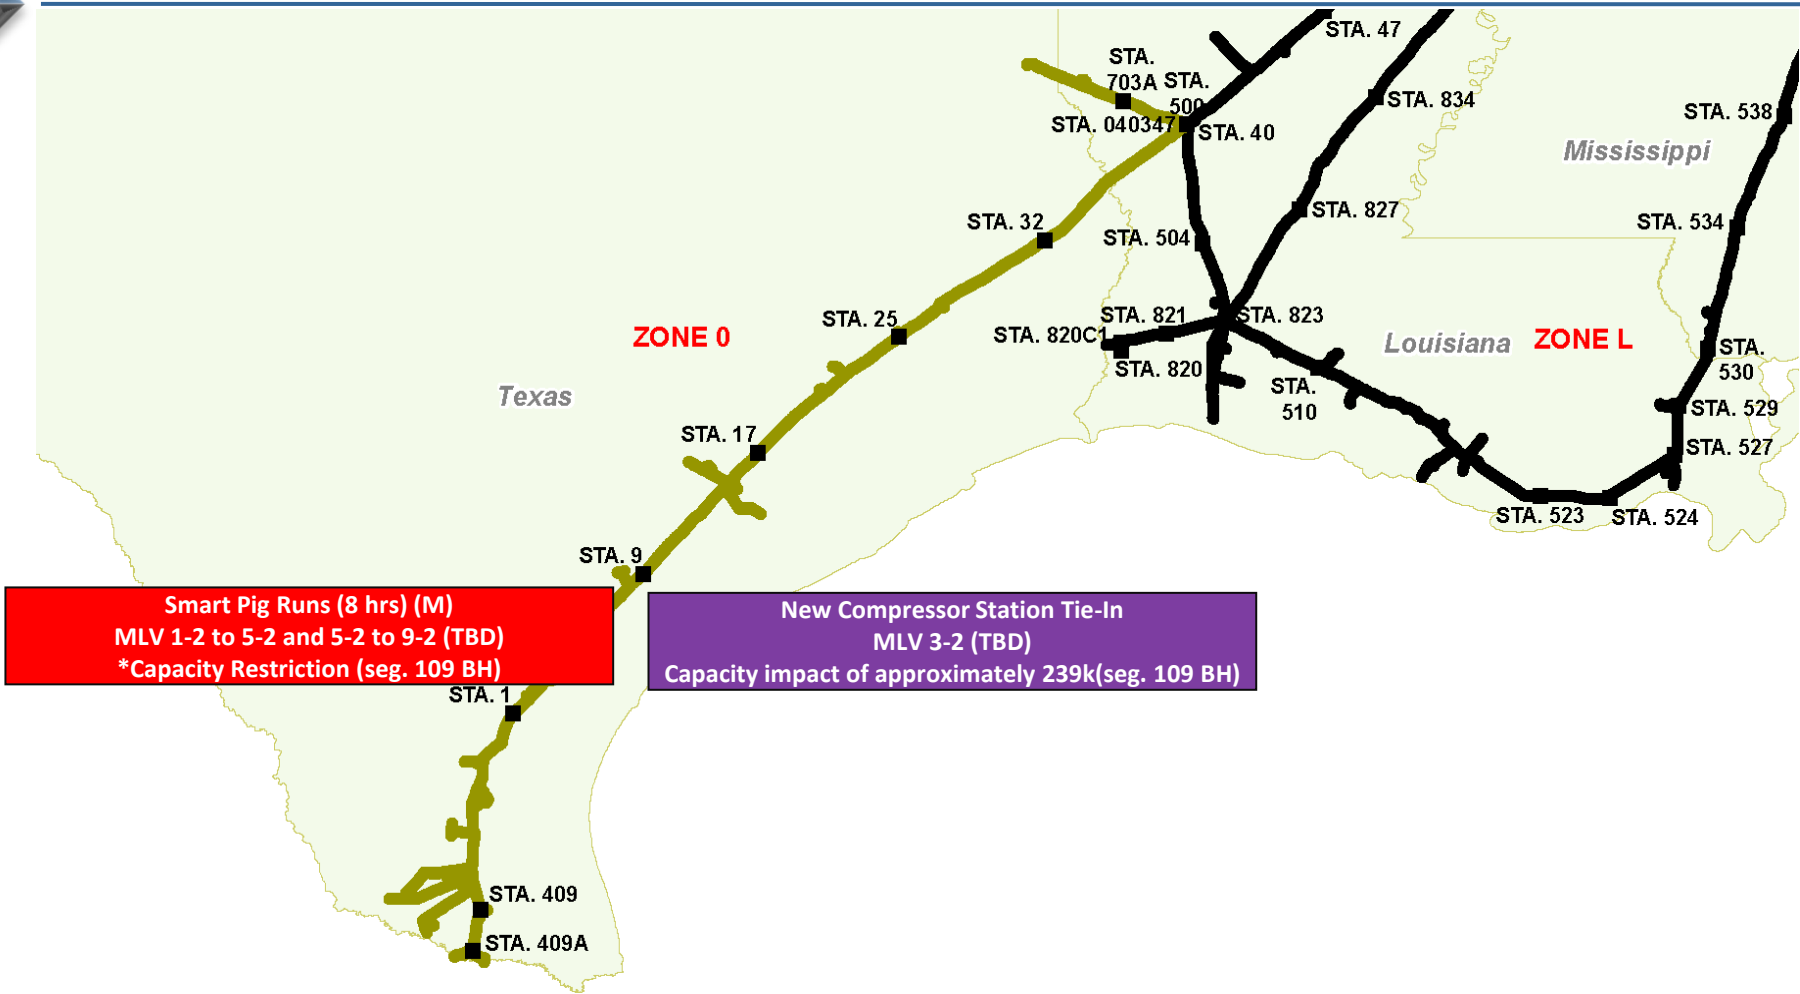 STA. 47
STA.
703A
STA.
500
STA. 834
STA. 538
STA. 040347
STA. 40
Mississippi
STA. 32
STA. 504
STA. 827
STA. 534
STA. 25
ZONE 0
STA. 821
STA. 823
STA. 820C1
STA. 820
Louisiana
ZONE L
STA.
530
Texas
STA.
510
STA. 529
STA. 17
STA. 527
STA. 523
STA. 524
STA. 9
Smart Pig Runs (8 hrs) (M)
MLV 1-2 to 5-2 and 5-2 to 9-2 (TBD)
*Capacity Restriction (seg. 109 BH)
New Compressor Station Tie-In
MLV 3-2 (TBD)
Capacity impact of approximately 239k(seg. 109 BH)
STA. 1
STA. 409
STA. 409A